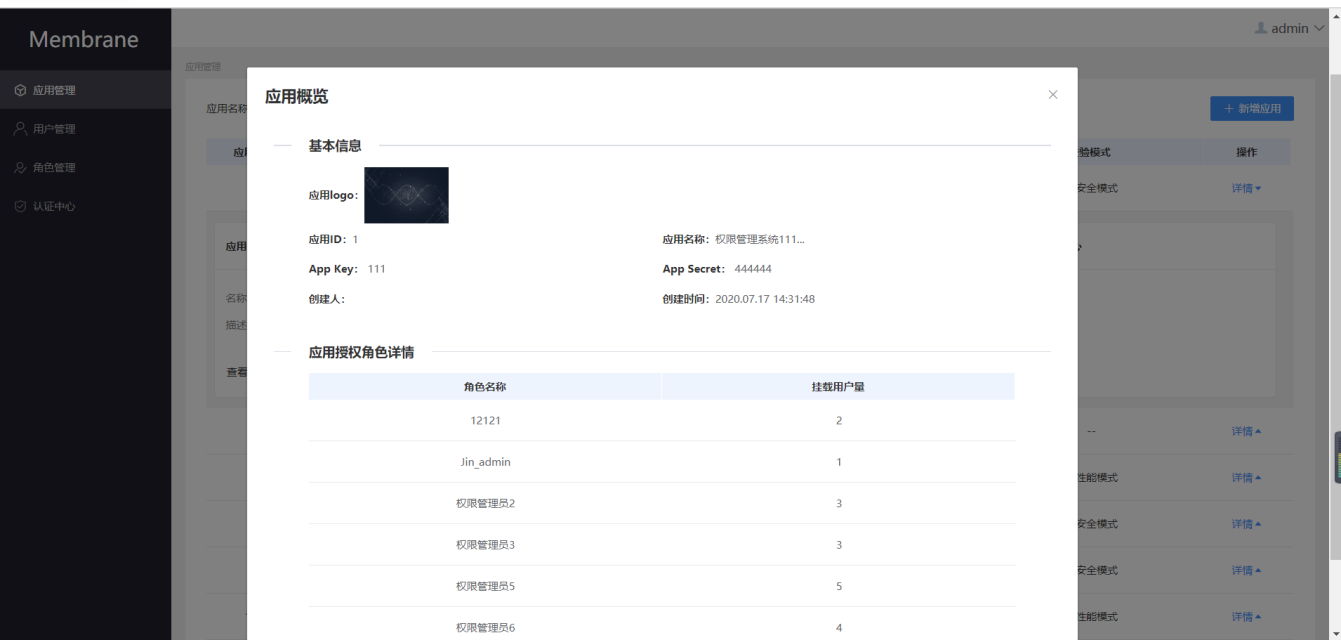 Membrane
admin
应用管理
应用管理
用户管理
角色管理
认证中心
应用名称
新增应用
验模式
操作
安全模式
详情
应用
名称
描述
查看
--
详情
性能模式
详情
安全模式
详情
安全模式
详情
性能模式
详情
应用概览
基本信息
应用logo:
应用ID: 1
应用名称: 权限管理系统111...
App Key: 111
App Secret: 444444
创建人:
创建时间: 2020.07.17 14:31:48
应用授权角色详情
角色名称 挂载用户量
12121 2
Jin_admin 1
权限管理员2 3
权限管理员3 3
权限管理员5 5
权限管理员6 4